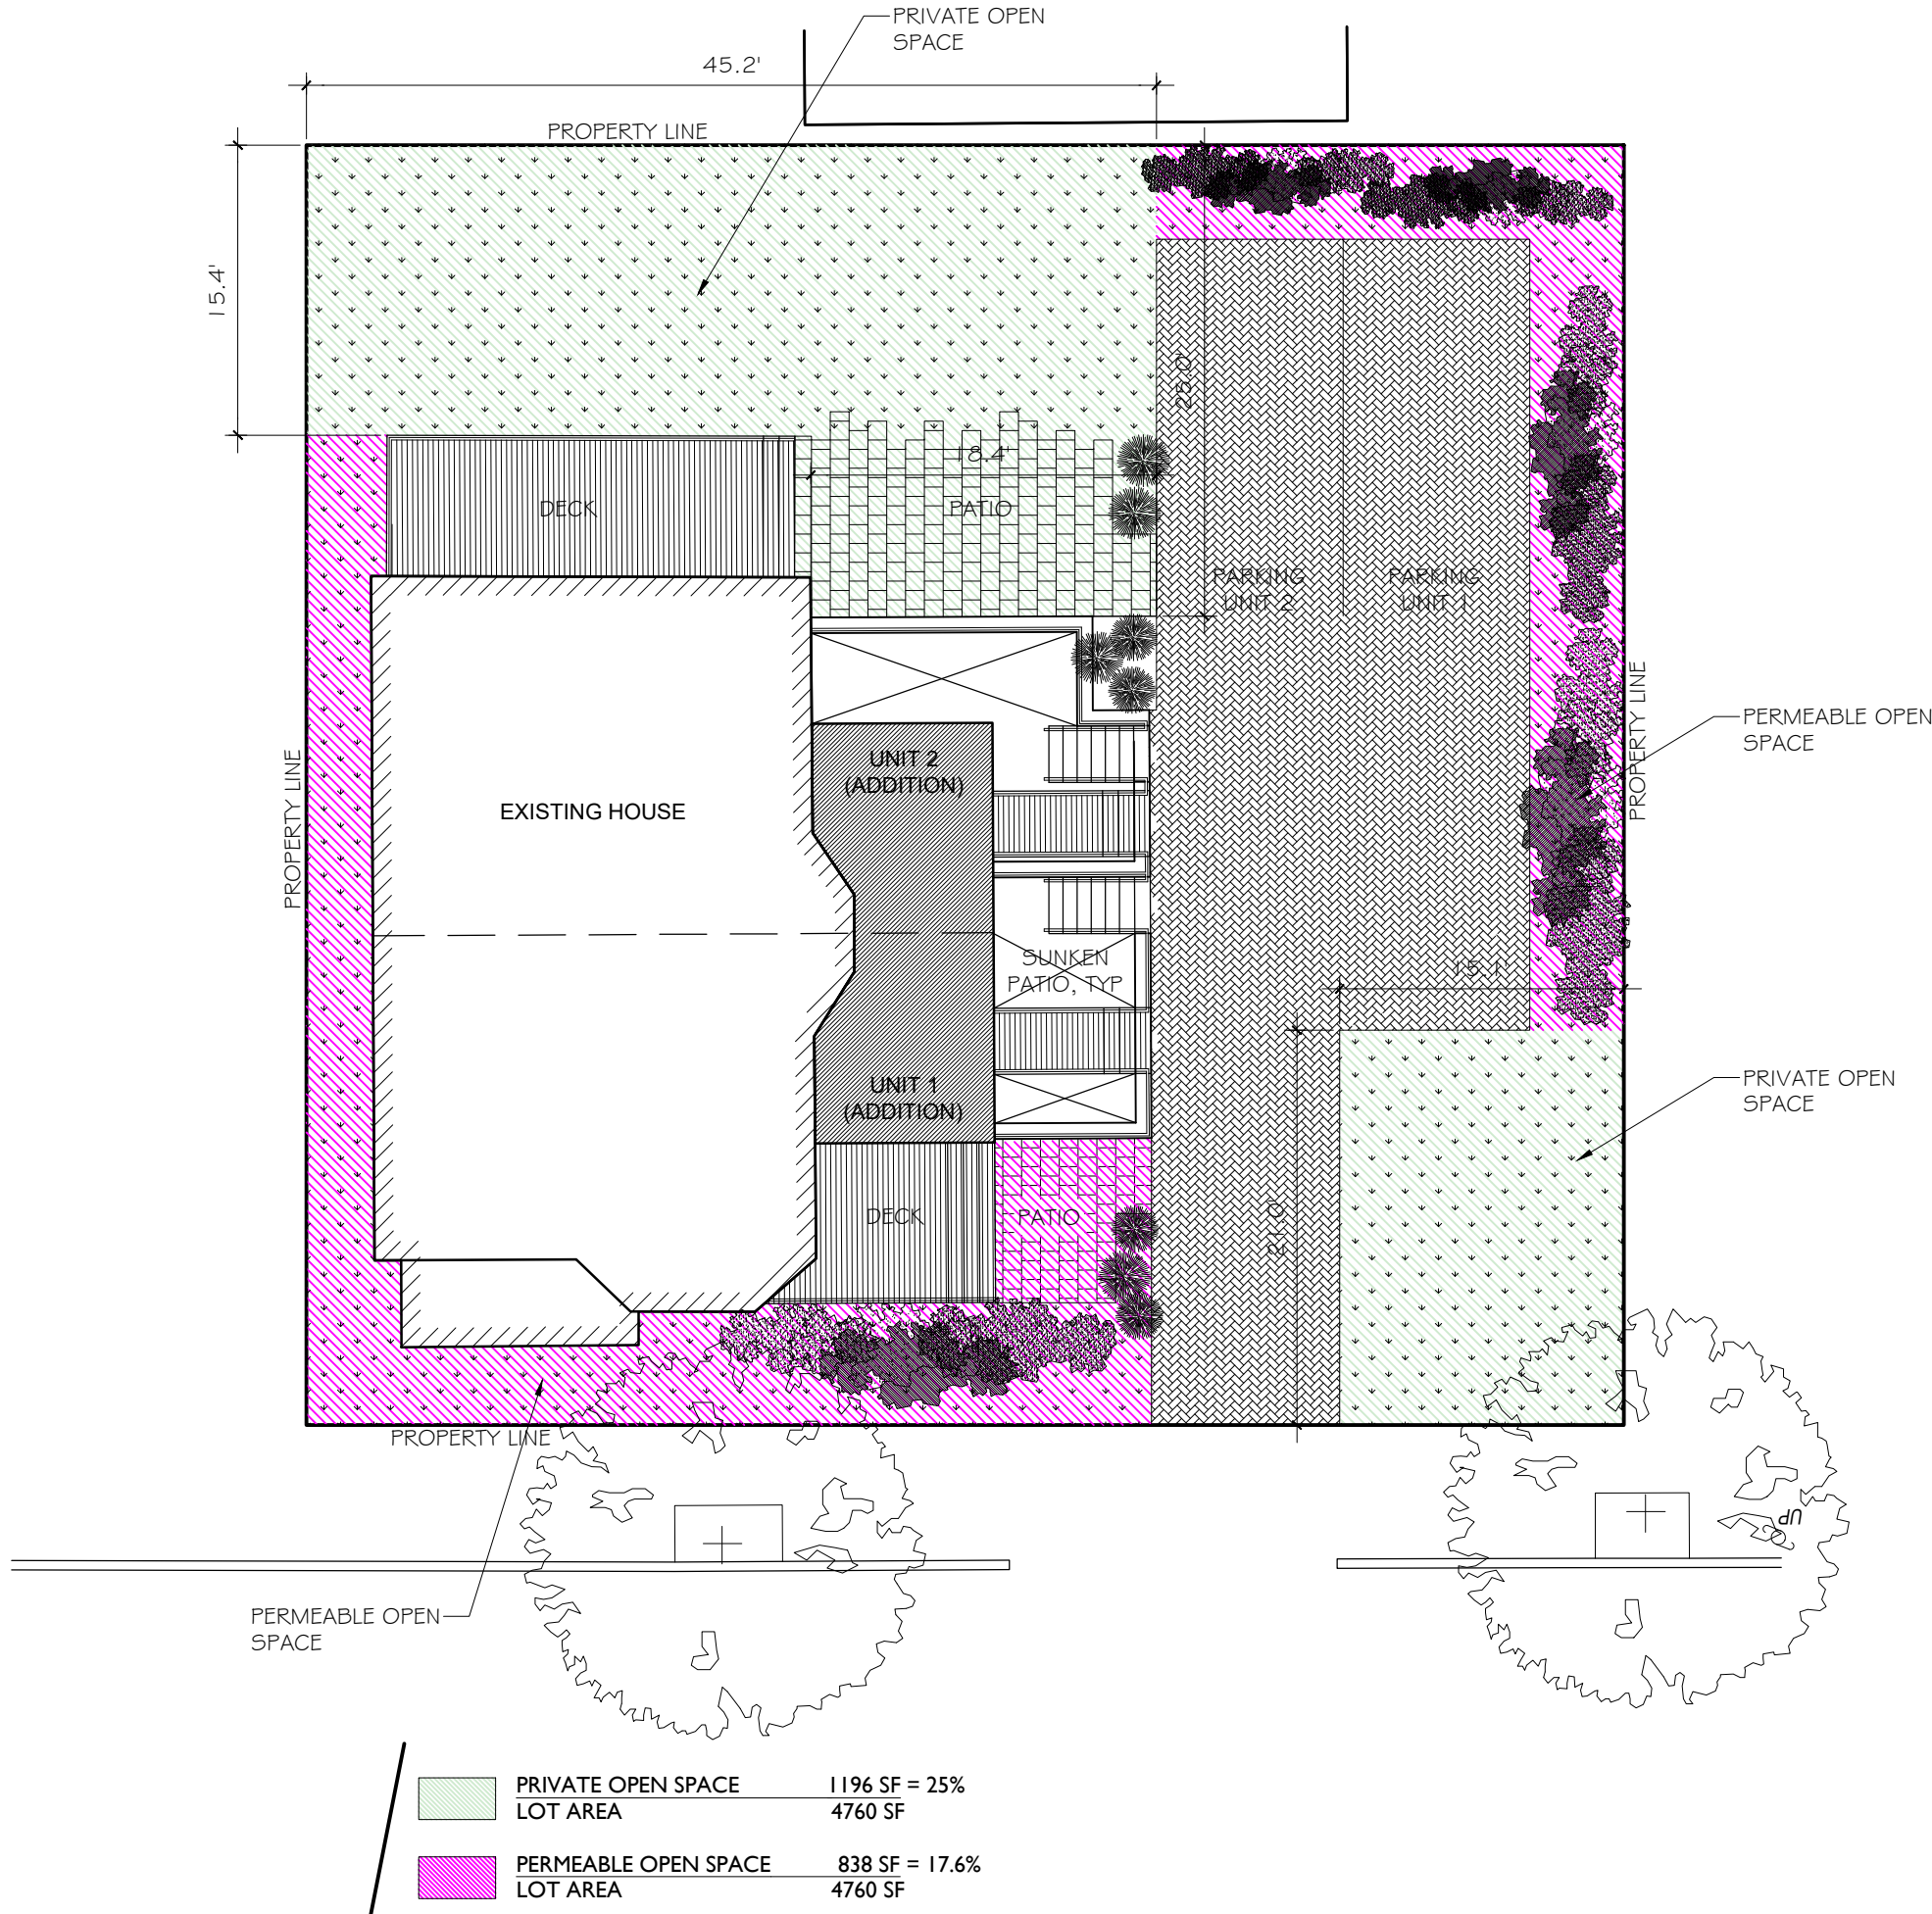 PRIVATE OPEN
SPACE
45.2'
PROPERTY LINE
15.4'
25.0'
18.4'
DECK
PATIO
PARKING
UNIT 2
PARKING
UNIT 1
PROPERTY LINE
PERMEABLE OPEN
SPACE
UNIT 2
(ADDITION)
EXISTING HOUSE
PROPERTY LINE
SUNKEN
PATIO, TYP
15.1'
UNIT 1
(ADDITION)
PRIVATE OPEN
SPACE
DECK
PATIO
21.0'
PROPERTY LINE
UP
PERMEABLE OPEN
SPACE
PRIVATE OPEN SPACE 1196 SF = 25%
LOT AREA 4760 SF
PERMEABLE OPEN SPACE 838 SF = 17.6%
LOT AREA 4760 SF